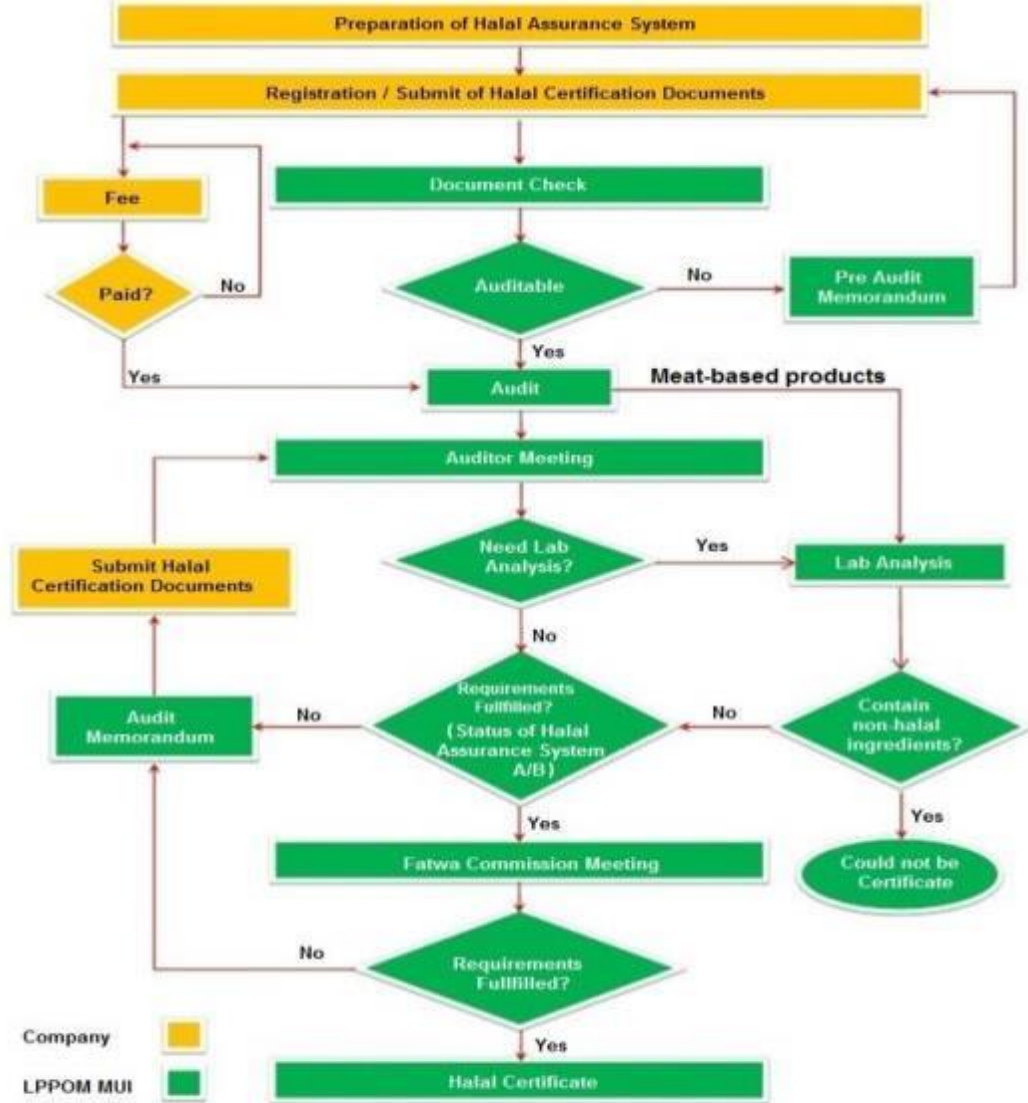 Preparation of Halal Assurance System
Registration / Submit of Halal Certification Documents
Fee
Document Check
Paid?
No
Auditable
No
Pre Audit
Memorandum
Yes
Yes
Audit
Meat-based products
Auditor Meeting
Submit Halal
Certification Documents
Need Lab
Analysis?
Yes
Lab Analysis
No
Audit
Memorandum
No
Requirements
Fullfilled?
(Status of Halal
Assurance System
A/B)
No
Contain
non-halal
ingredients?
Yes
Yes
Fatwa Commission Meeting
Could not be
Certificate
No
Requirements
Fullfilled?
Company
Yes
LPPOM MUI
Halal Certificate